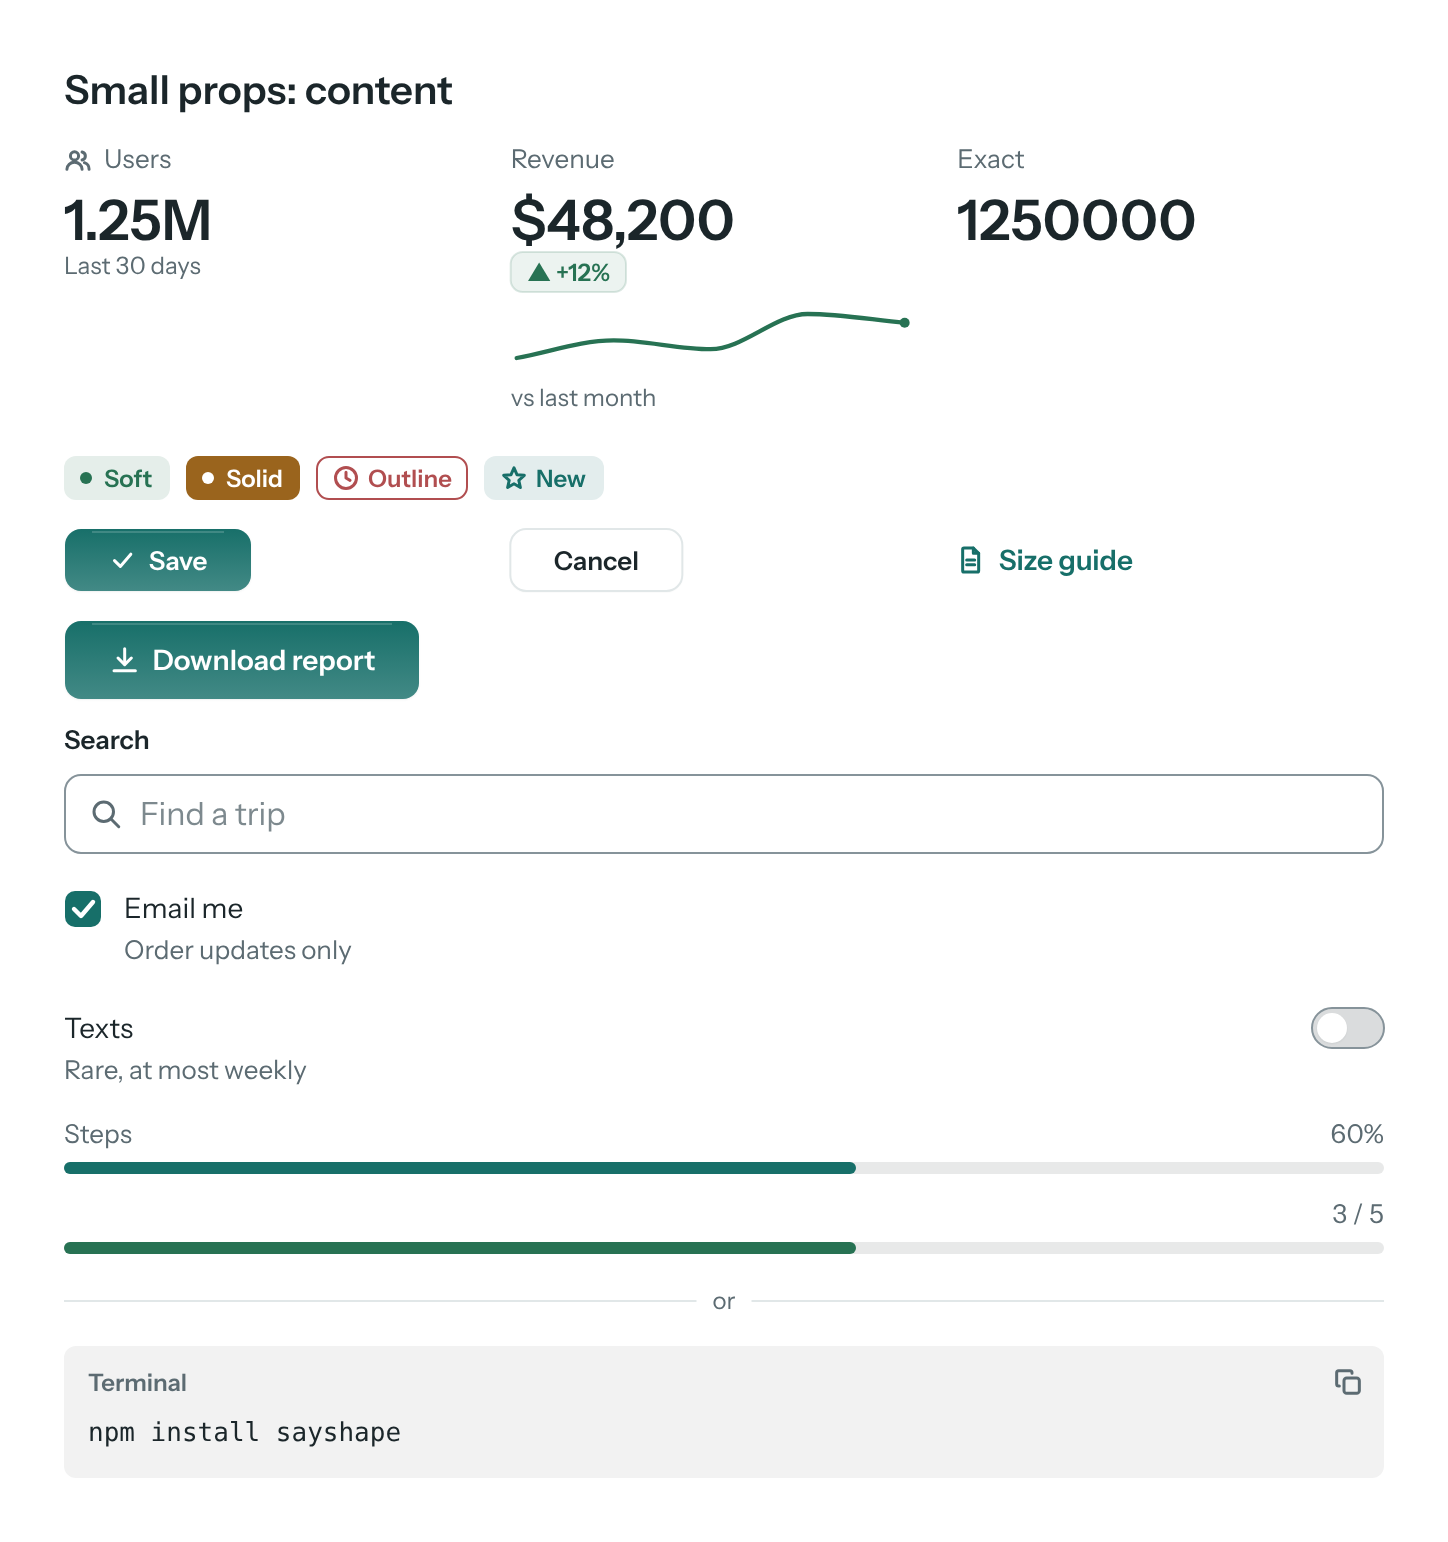 Small props: content
Users
1.25M
Last 30 days
Revenue
$48,200
▲ +12%
vs last month
Exact
1250000
Soft
Solid
Outline
New
Save
Cancel
Size guide
Download report
Search
Find a trip
Email me
Order updates only
Texts
Rare, at most weekly
Steps
60%
3 / 5
or
Terminal
npm install sayshape